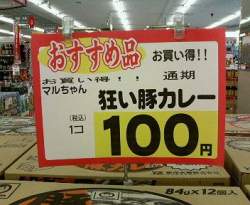 おすすめ品
お買い得!!
お買い得!!
通期
マルちゃん
狂い豚カレー
(税込)
1コ
100円
84g×12個入